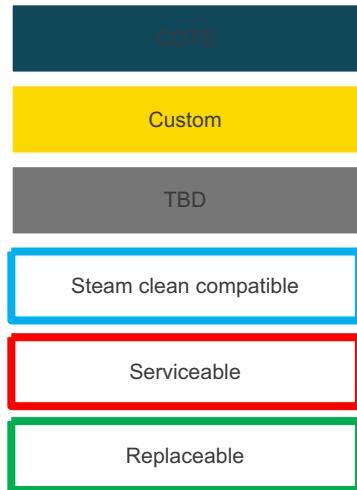 COTS
Custom
TBD
Steam clean compatible
Serviceable
Replaceable